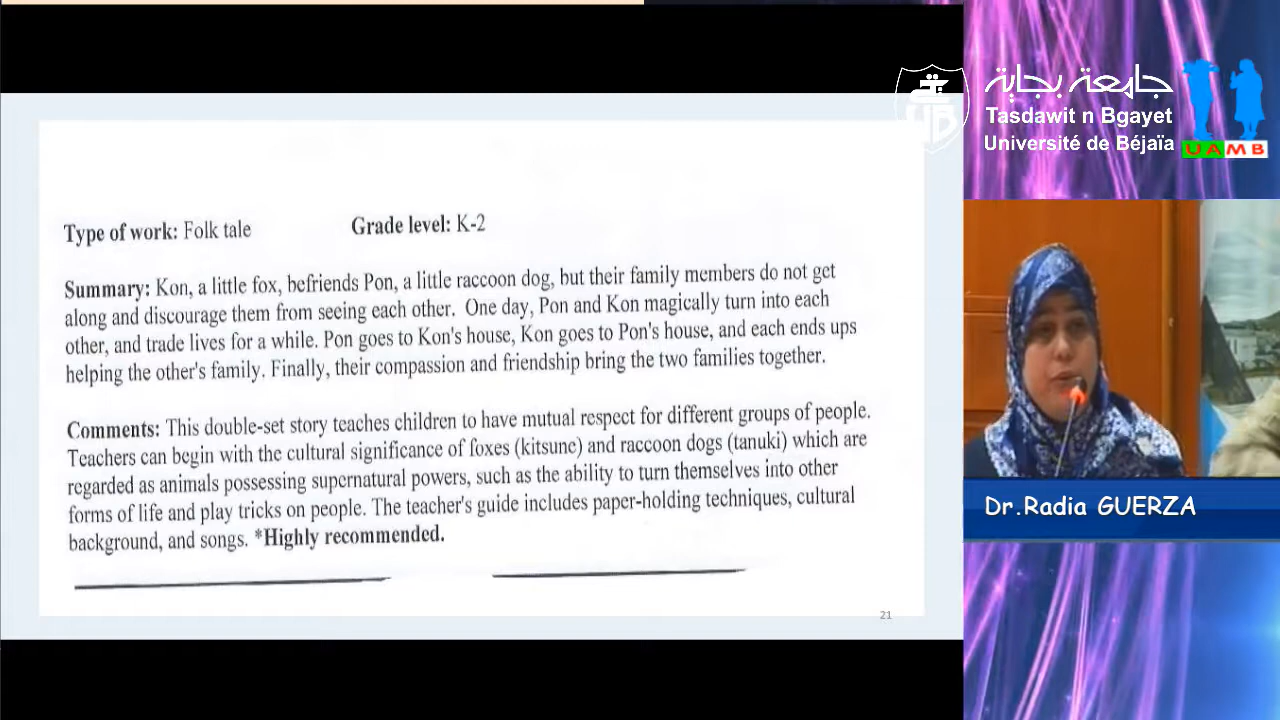 Type of work: Folk tale Grade level: K-2
Summary: Kon, a little fox, befriends Pon, a little raccoon dog, but their family members do not get
along and discourage them from seeing each other. One day, Pon and Kon magically turn into each
other, and trade lives for a while. Pon goes to Kon's house, Kon goes to Pon's house, and each ends ups
helping the other's family. Finally, their compassion and friendship bring the two families together.
Comments: This double-set story teaches children to have mutual respect for different groups of people.
Teachers can begin with the cultural significance of foxes (kitsune) and raccoon dogs (tanuki) which are
regarded as animals possessing supernatural powers, such as the ability to turn themselves into other
forms of life and play tricks on people. The teacher's guide includes paper-holding techniques, cultural
background, and songs. *Highly recommended.
21
UB
جامعة بجاية
Tasdawit n Bgayet
Université de Béjaïa
UAMB
Dr.Radia GUERZA